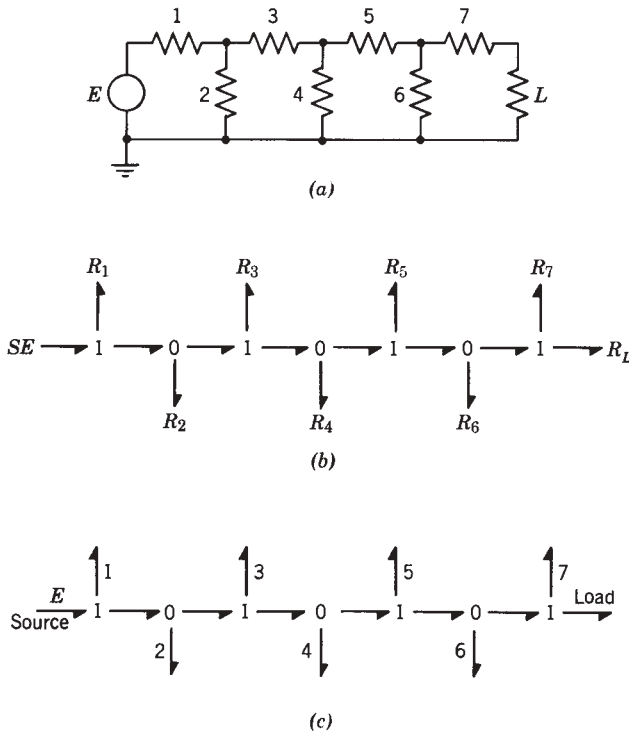 1 3 5 7
E 2 4 6 L
(a)
R1 R3 R5 R7
SE 1 0 1 0 1 0 1 RL
R2 R4 R6
(b)
1 3 5 7
E Load
Source 1 0 1 0 1 0 1
2 4 6
(c)